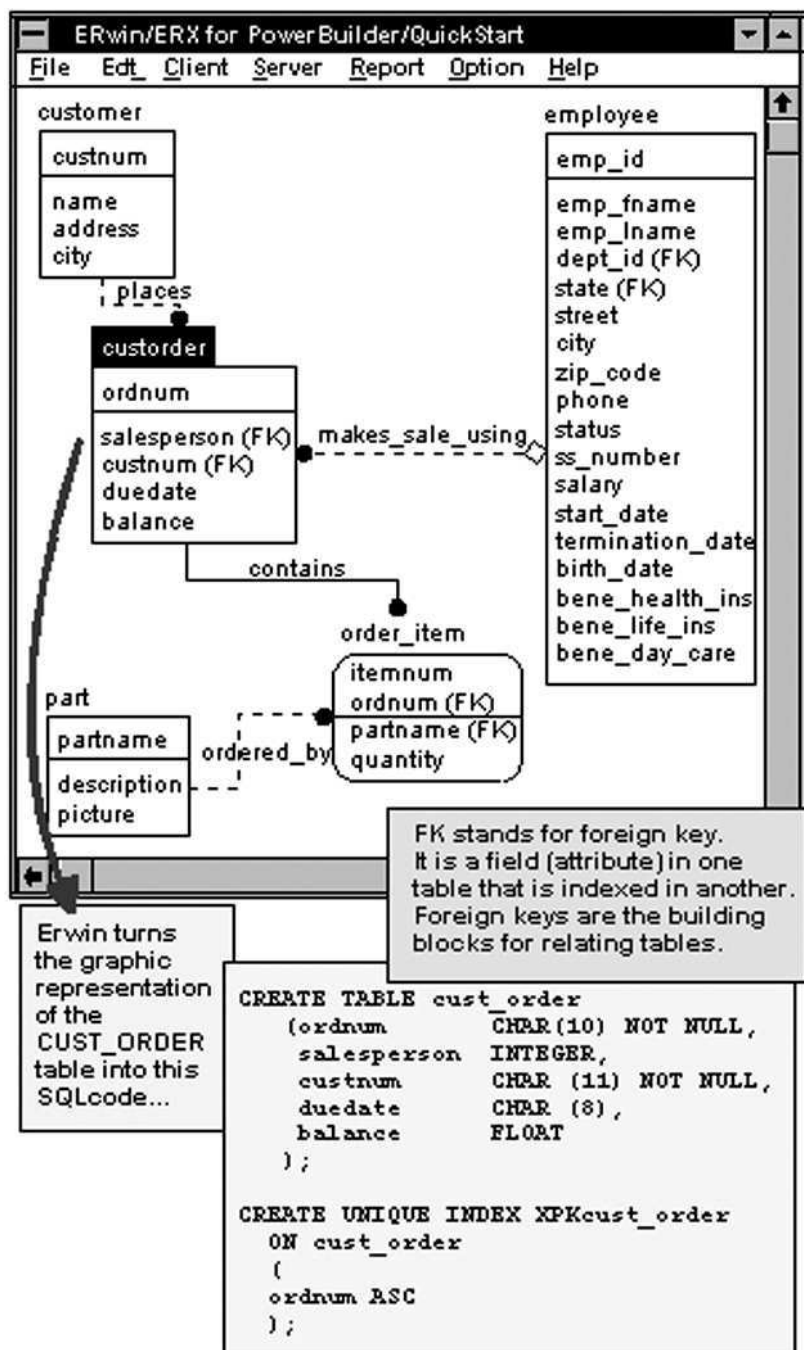 ERwin/ERX for PowerBuilder/QuickStart
File Edt Client Server Report Option Help
customer
custnum
name
address
city
places
custorder
ordnum
salesperson (FK)
custnum (FK)
duedate
balance
makes_sale_using
employee
emp_id
emp_fname
emp_lname
dept_id (FK)
state (FK)
street
city
zip_code
phone
status
ss_number
salary
start_date
termination_date
birth_date
bene_health_ins
bene_life_ins
bene_day_care
contains
order_item
itemnum
ordnum (FK)
partname (FK)
quantity
part
partname
description
picture
ordered_by
FK stands for foreign key.
It is a field (attribute) in one
table that is indexed in another.
Foreign keys are the building
blocks for relating tables.
Erwin turns
the graphic
representation
of the
CUST_ORDER
table into this
SQLcode...
CREATE TABLE cust_order
(ordnum CHAR(10) NOT NULL,
salesperson INTEGER,
custnum CHAR (11) NOT NULL,
duedate CHAR (8),
balance FLOAT
);
CREATE UNIQUE INDEX XPKcust_order
ON cust_order
(
ordnum ASC
);